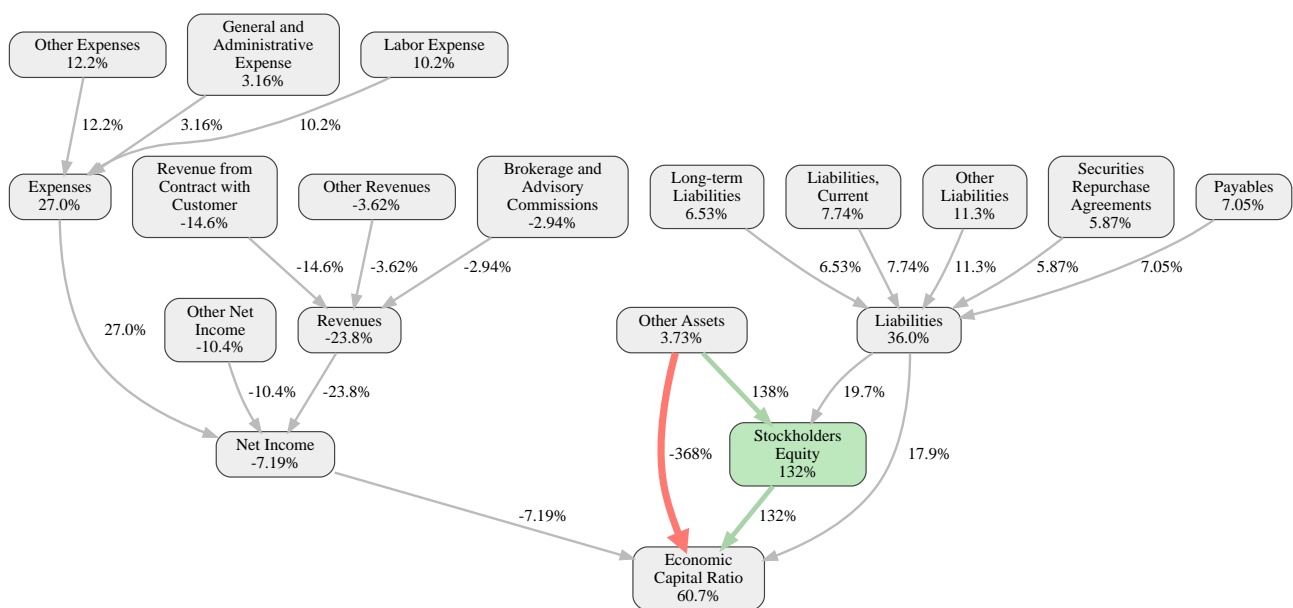 Other Expenses
12.2%
General and
Administrative
Expense
3.16%
Labor Expense
10.2%
12.2%
3.16%
10.2%
Expenses
27.0%
Revenue from
Contract with
Customer
-14.6%
Other Revenues
-3.62%
Brokerage and
Advisory
Commissions
-2.94%
Long-term
Liabilities
6.53%
Liabilities,
Current
7.74%
Other
Liabilities
11.3%
Securities
Repurchase
Agreements
5.87%
Payables
7.05%
-14.6%
-3.62%
-2.94%
6.53%
7.74%
11.3%
5.87%
7.05%
27.0%
Other Net
Income
-10.4%
Revenues
-23.8%
Other Assets
3.73%
Liabilities
36.0%
-10.4%
-23.8%
138%
19.7%
Net Income
-7.19%
-368%
Stockholders
Equity
132%
17.9%
-7.19%
132%
Economic
Capital Ratio
60.7%